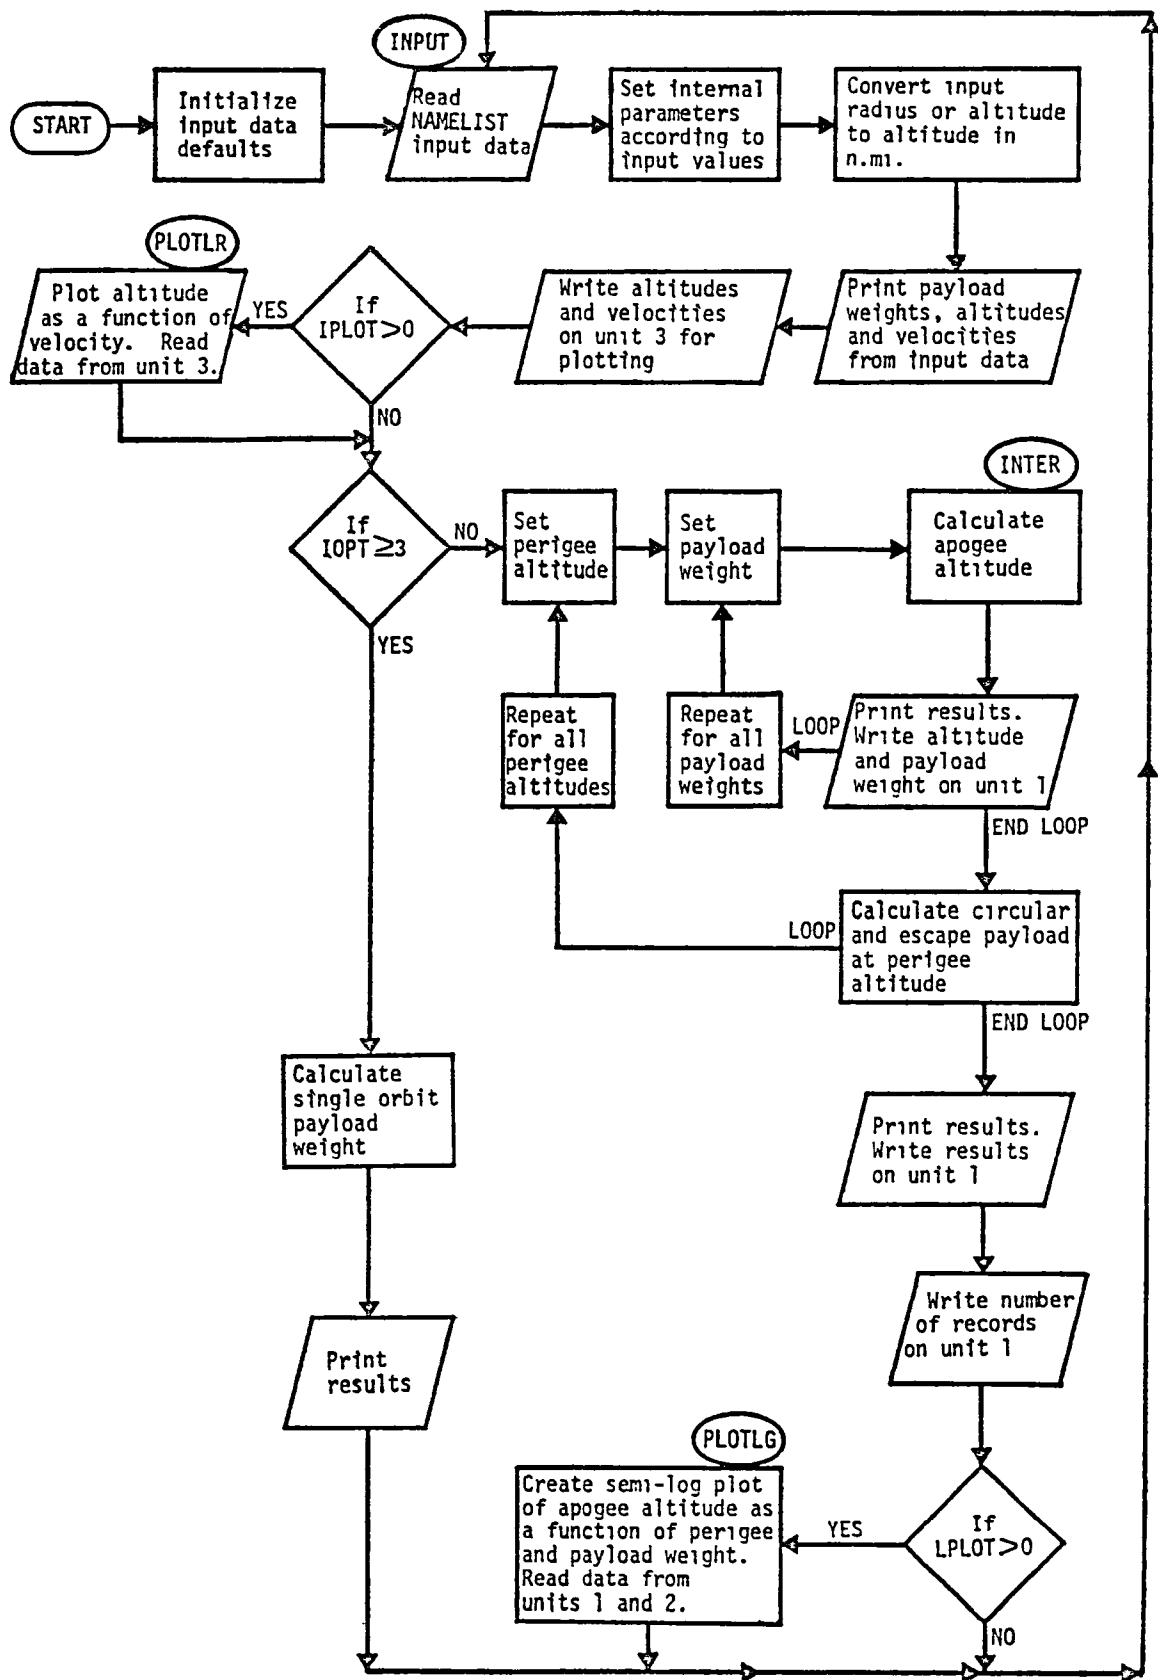 INPUT
START
Initialize
input data
defaults
Read
NAMELIST
input data
Set internal
parameters
according to
input values
Convert input
radius or altitude
to altitude in
n.mi.
PLOTLR
Plot altitude
as a function of
velocity. Read
data from unit 3.
YES
If
IPLOT>0
NO
Write altitudes
and velocities
on unit 3 for
plotting
Print payload
weights, altitudes
and velocities
from input data
If
IOPT≥3
NO
YES
Set
perigee
altitude
Set
payload
weight
INTER
Calculate
apogee
altitude
Repeat
for all
perigee
altitudes
Repeat
for all
payload
weights
LOOP
Print results.
Write altitude
and payload
weight on unit 1
END LOOP
LOOP
Calculate circular
and escape payload
at perigee
altitude
END LOOP
Calculate
single orbit
payload
weight
Print results.
Write results
on unit 1
Write number
of records
on unit 1
Print
results
PLOTLG
Create semi-log plot
of apogee altitude as
a function of perigee
and payload weight.
Read data from
units 1 and 2.
YES
If
LPLOT>0
NO